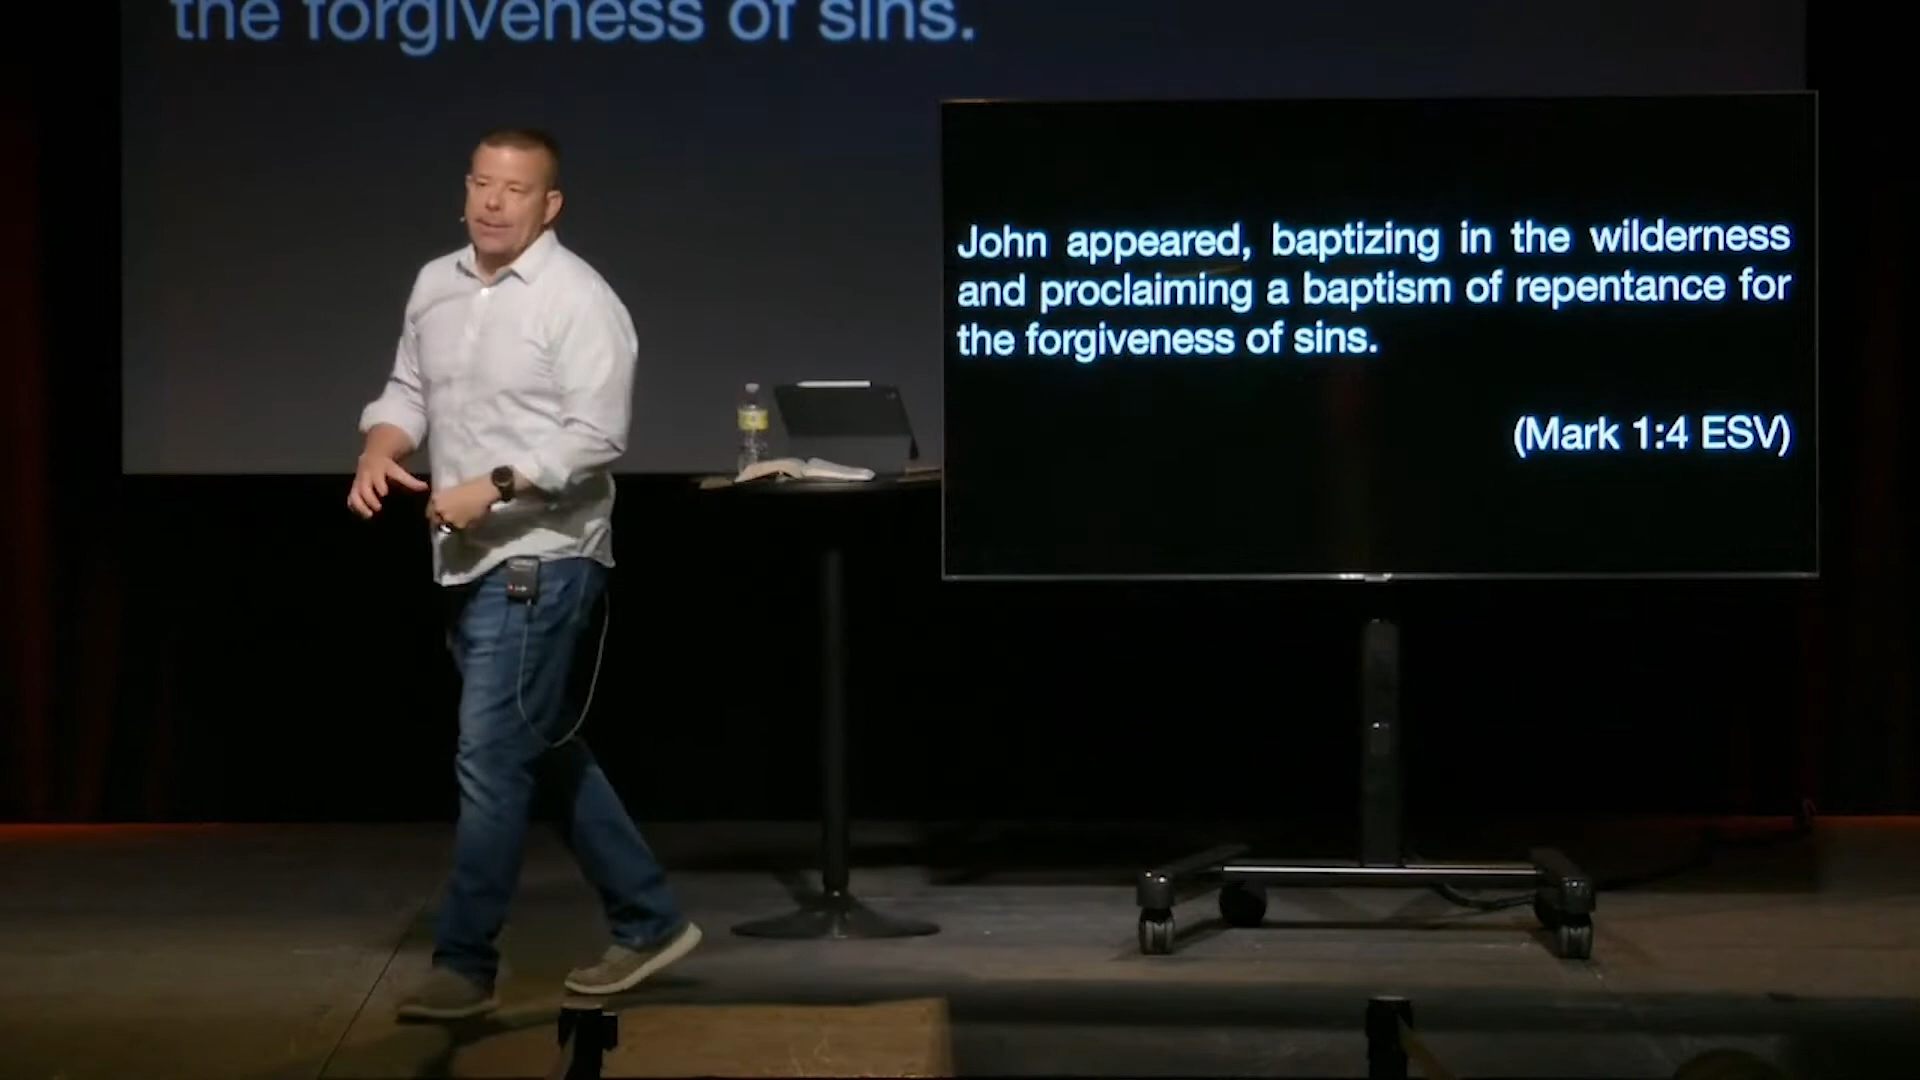 the forgiveness of sins.
John appeared, baptizing in the wilderness
and proclaiming a baptism of repentance for
the forgiveness of sins.
(Mark 1:4 ESV)